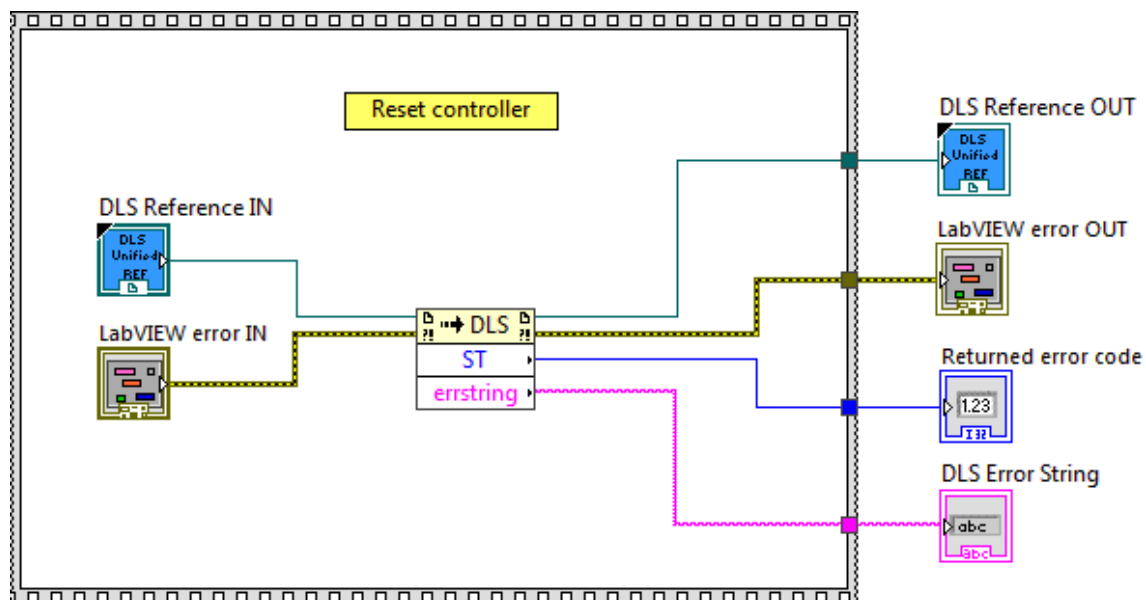 Reset controller
DLS Reference OUT
DLS
Unified
REF
DLS Reference IN
DLS
Unified
REF
LabVIEW error OUT
LabVIEW error IN
?!
DLS
?!
ST
errstring
Returned error code
1.23
I32
DLS Error String
abc
abc